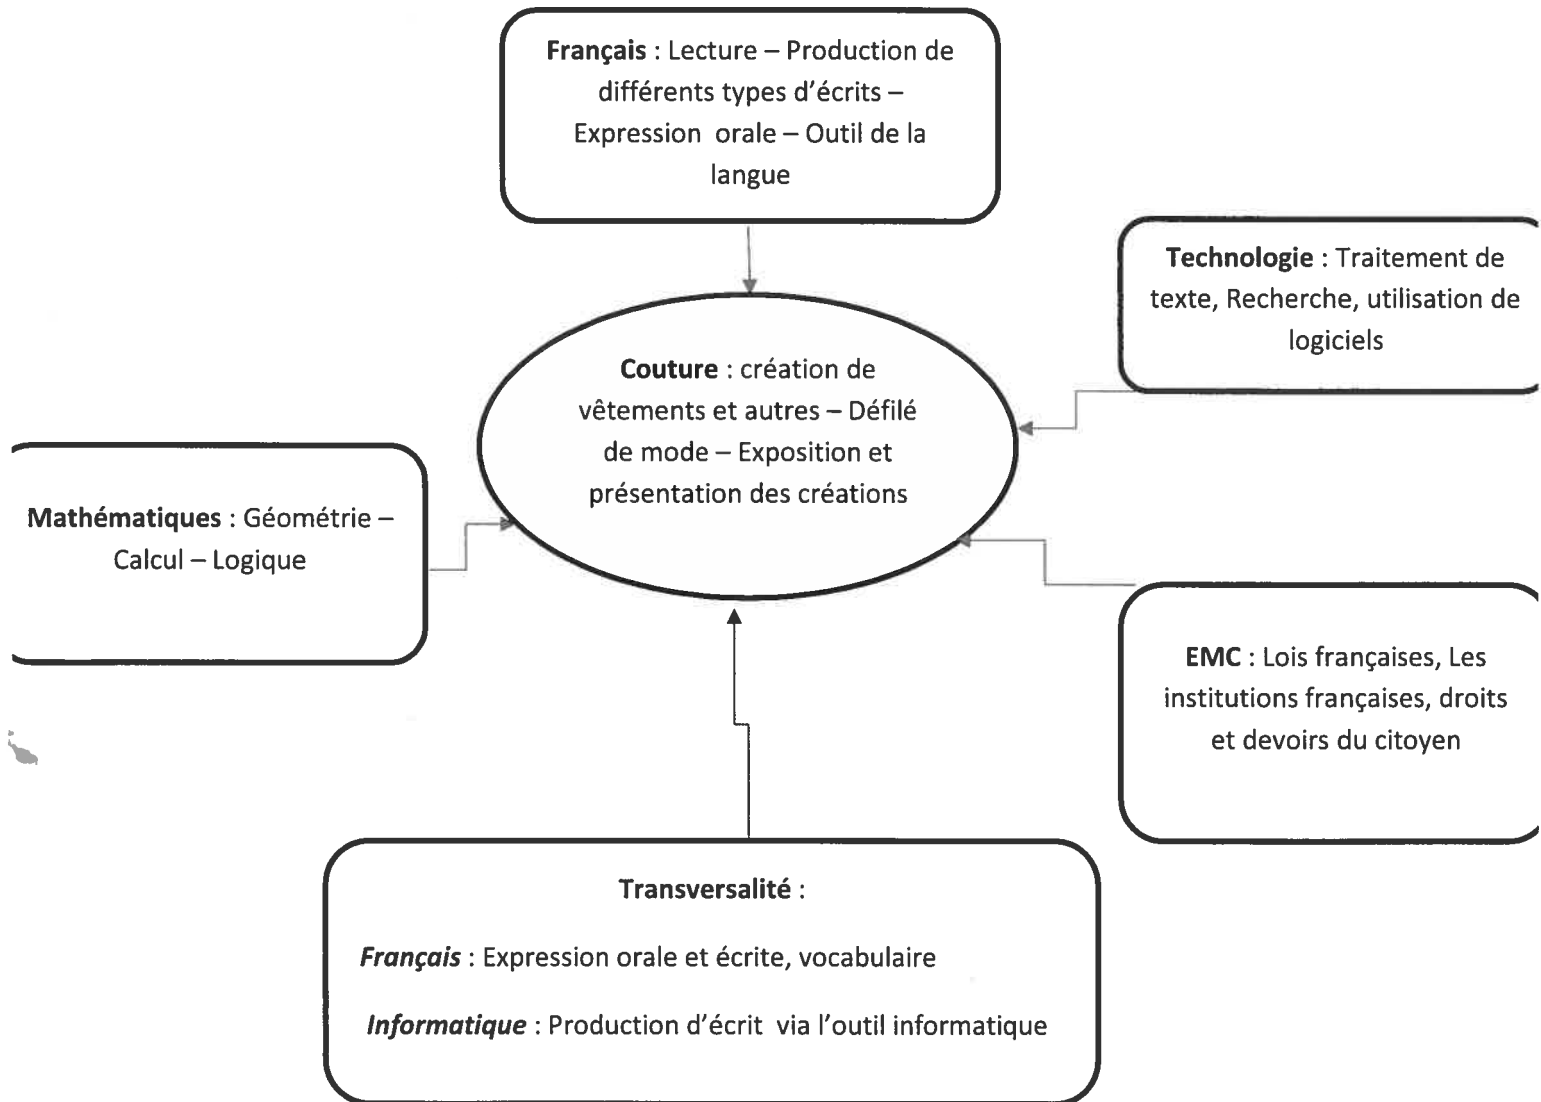 Français : Lecture – Production de
différents types d'écrits –
Expression orale – Outil de la
langue
Technologie : Traitement de
texte, Recherche, utilisation de
logiciels
Couture : création de
vêtements et autres – Défilé
de mode – Exposition et
présentation des créations
Mathématiques : Géométrie –
Calcul – Logique
EMC : Lois françaises, Les
institutions françaises, droits
et devoirs du citoyen
Transversalité :
Français : Expression orale et écrite, vocabulaire
Informatique : Production d'écrit via l'outil informatique